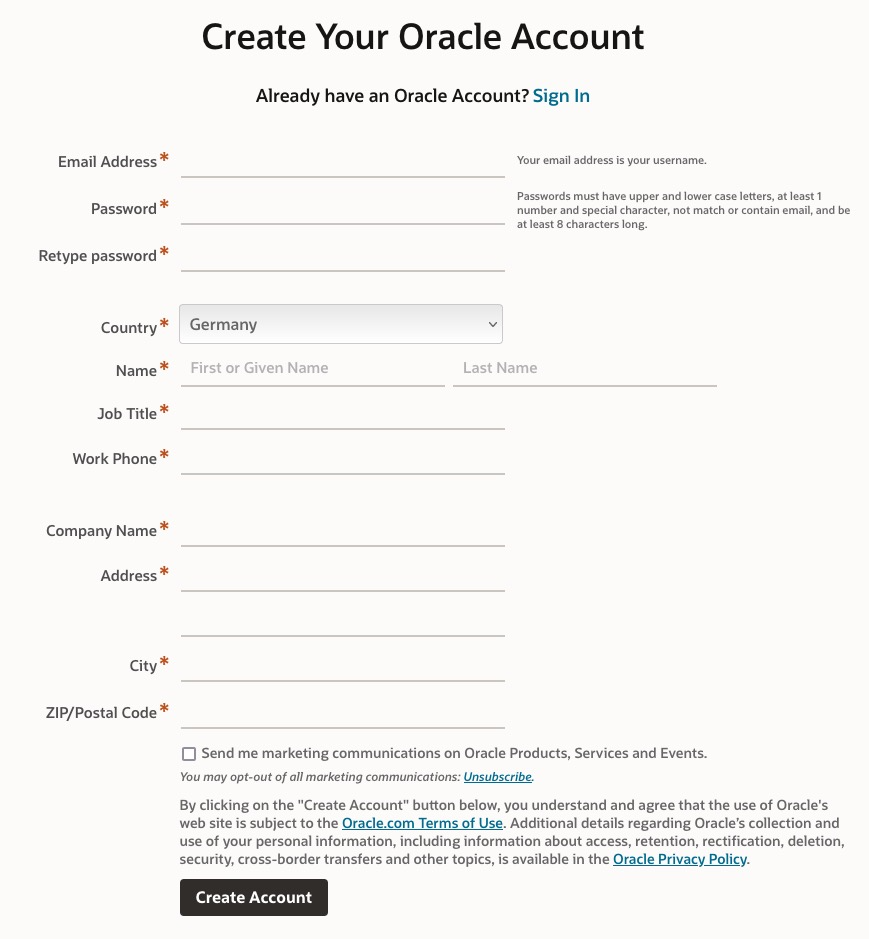 Create Your Oracle Account
Already have an Oracle Account? Sign In
Email Address*
Your email address is your username.
Password*
Passwords must have upper and lower case letters, at least 1
number and special character, not match or contain email, and be
at least 8 characters long.
Retype password*
Country* Germany
Name* First or Given Name Last Name
Job Title*
Work Phone*
Company Name*
Address*
City*
ZIP/Postal Code*
Send me marketing communications on Oracle Products, Services and Events.
You may opt-out of all marketing communications: Unsubscribe.
By clicking on the "Create Account" button below, you understand and agree that the use of Oracle's
web site is subject to the Oracle.com Terms of Use. Additional details regarding Oracle's collection and
use of your personal information, including information about access, retention, rectification, deletion,
security, cross-border transfers and other topics, is available in the Oracle Privacy Policy.
Create Account